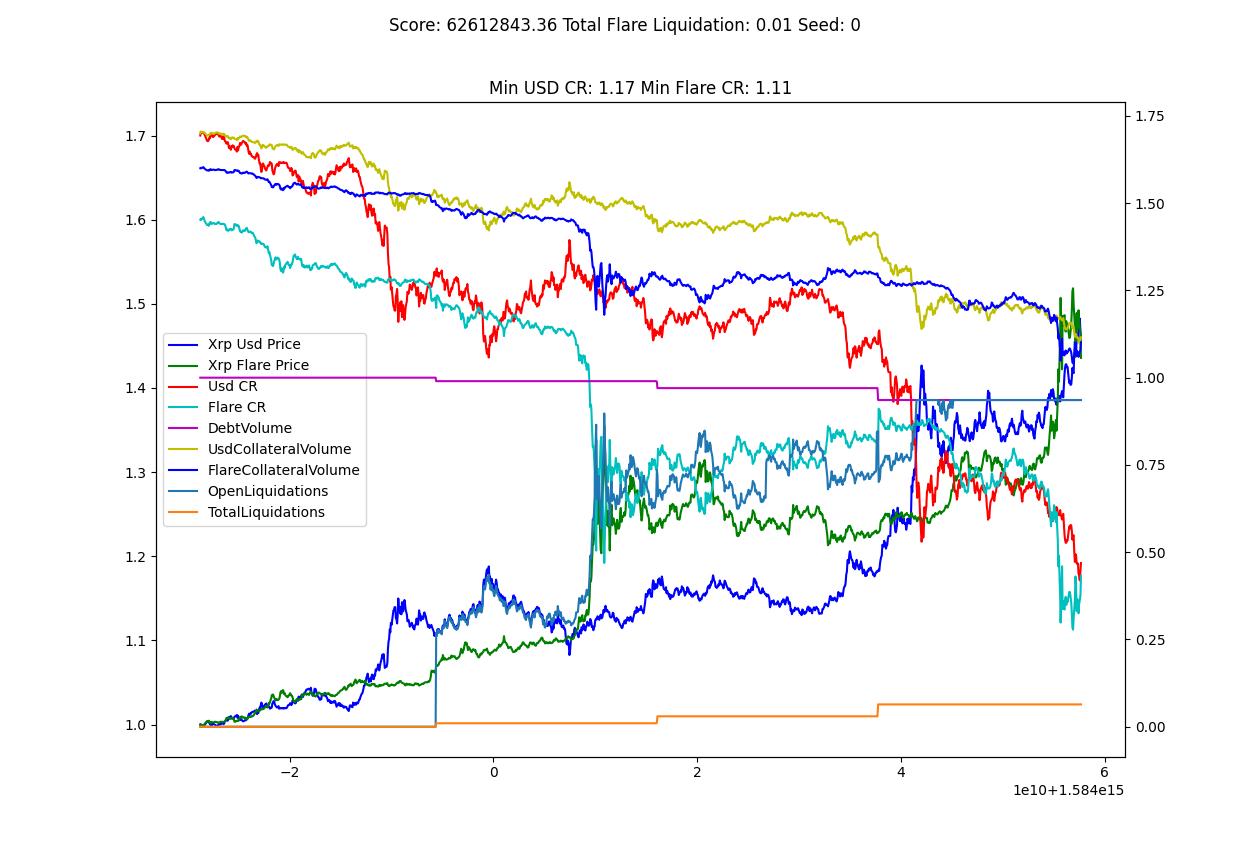 Score: 62612843.36 Total Flare Liquidation: 0.01 Seed: 0
Min USD CR: 1.17 Min Flare CR: 1.11
1.7
1.6
1.5
1.4
1.3
1.2
1.1
1.0
Xrp Usd Price
Xrp Flare Price
Usd CR
Flare CR
DebtVolume
UsdCollateralVolume
FlareCollateralVolume
OpenLiquidations
TotalLiquidations
1.75
1.50
1.25
1.00
0.75
0.50
0.25
0.00
−2 0 2 4 6
1e10+1.584e15